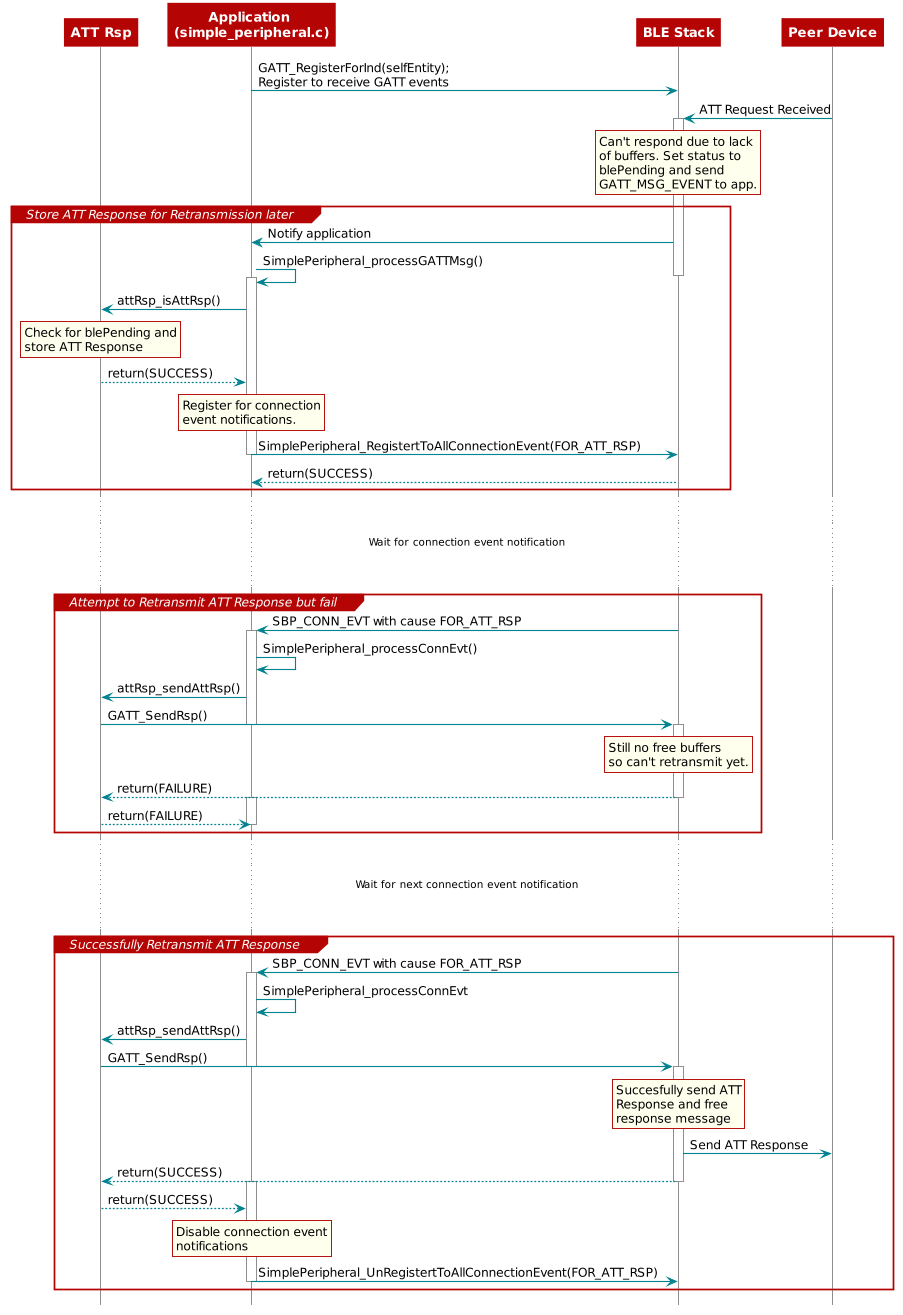 ATT Rsp
Application
(simple_peripheral.c)
BLE Stack
Peer Device
GATT_RegisterForInd(selfEntity);
Register to receive GATT events
ATT Request Received
Can't respond due to lack
of buffers. Set status to
blePending and send
GATT_MSG_EVENT to app.
Store ATT Response for Retransmission later
Notify application
SimplePeripheral_processGATTMsg()
attRsp_isAttRsp()
Check for blePending and
store ATT Response
return(SUCCESS)
Register for connection
event notifications.
SimplePeripheral_RegistertToAllConnectionEvent(FOR_ATT_RSP)
return(SUCCESS)
Wait for connection event notification
Attempt to Retransmit ATT Response but fail
SBP_CONN_EVT with cause FOR_ATT_RSP
SimplePeripheral_processConnEvt()
attRsp_sendAttRsp()
GATT_SendRsp()
Still no free buffers
so can't retransmit yet.
return(FAILURE)
return(FAILURE)
Wait for next connection event notification
Successfully Retransmit ATT Response
SBP_CONN_EVT with cause FOR_ATT_RSP
SimplePeripheral_processConnEvt
attRsp_sendAttRsp()
GATT_SendRsp()
Succesfully send ATT
Response and free
response message
Send ATT Response
return(SUCCESS)
return(SUCCESS)
Disable connection event
notifications
SimplePeripheral_UnRegistertToAllConnectionEvent(FOR_ATT_RSP)